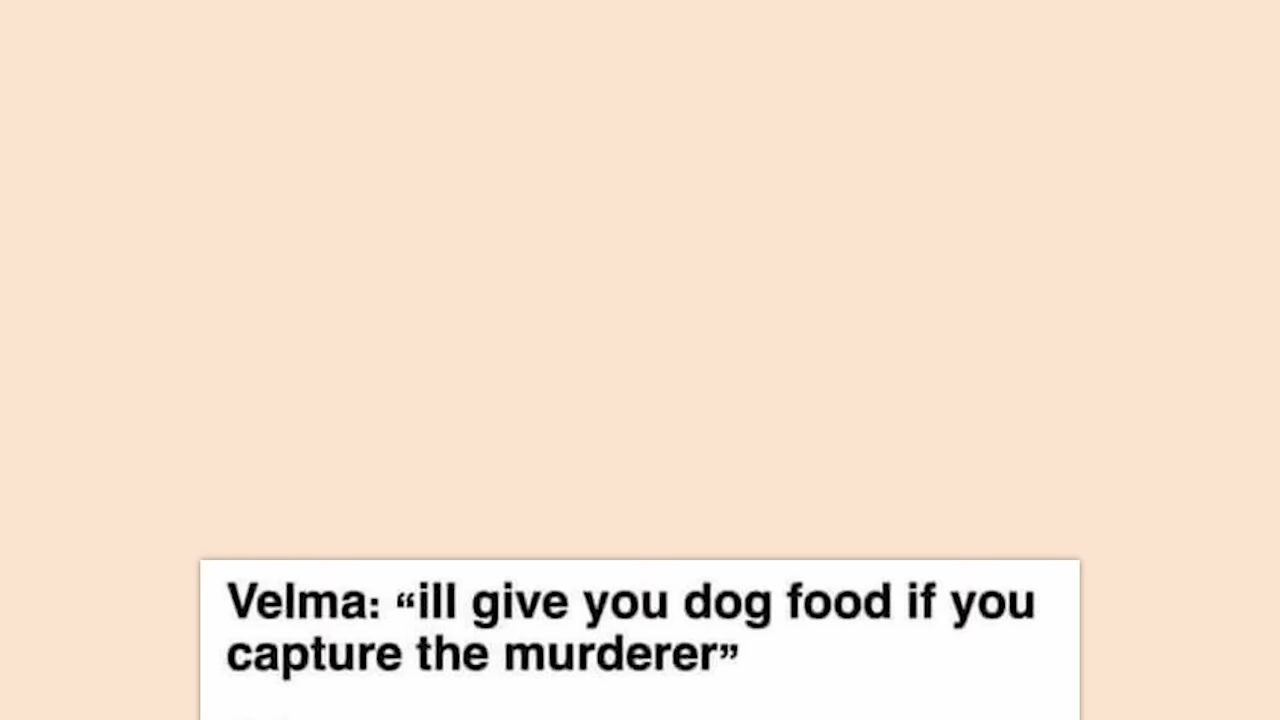 Velma: “ill give you dog food if you
capture the murderer”